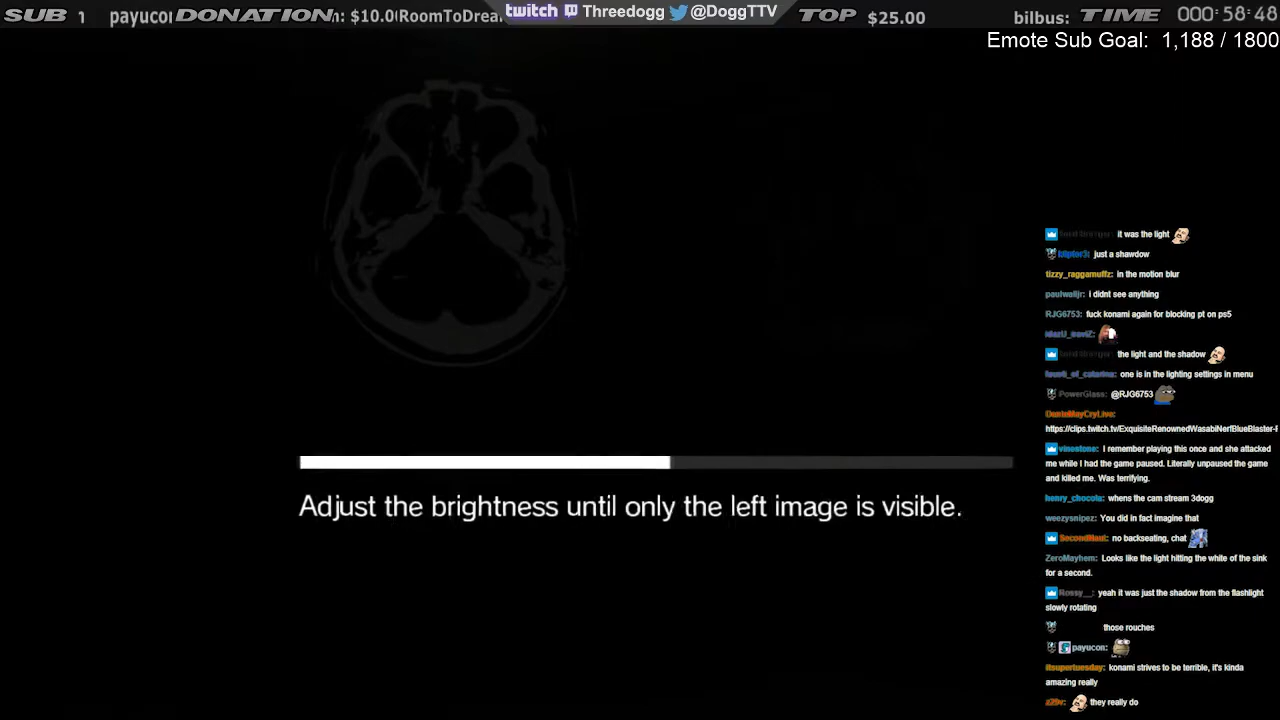 SUB payucon DONATION : $10.0(RoomToDrea twitch Threedogg @DoggTTV TOP $25.00 bilbus: TIME 000:58:48
Emote Sub Goal: 1,188 / 1800
it was the light
just a shawdow
tizzy_raggamuffz: in the motion blur
paulwalljr: i didnt see anything
RJG6753: fuck konami again for blocking pt on ps5
the light and the shadow
one is in the lighting settings in menu
PowerGlass: @RJG6753
DanteMayCryLive:
https://clips.twitch.tv/ExquisiteRenownedWasabiNerfBlueBlaster-
vinestone: I remember playing this once and she attacked
me while I had the game paused. Literally unpaused the game
and killed me. Was terrifying.
henry_chocola: whens the cam stream 3dogg
weezysnipez: You did in fact imagine that
no backseating, chat
ZeroMayhem: Looks like the light hitting the white of the sink
for a second.
Rossy__: yeah it was just the shadow from the flashlight
slowly rotating
those rouches
payucon:
itsupertuesday: konami strives to be terrible, it's kinda
amazing really
they really do
Adjust the brightness until only the left image is visible.